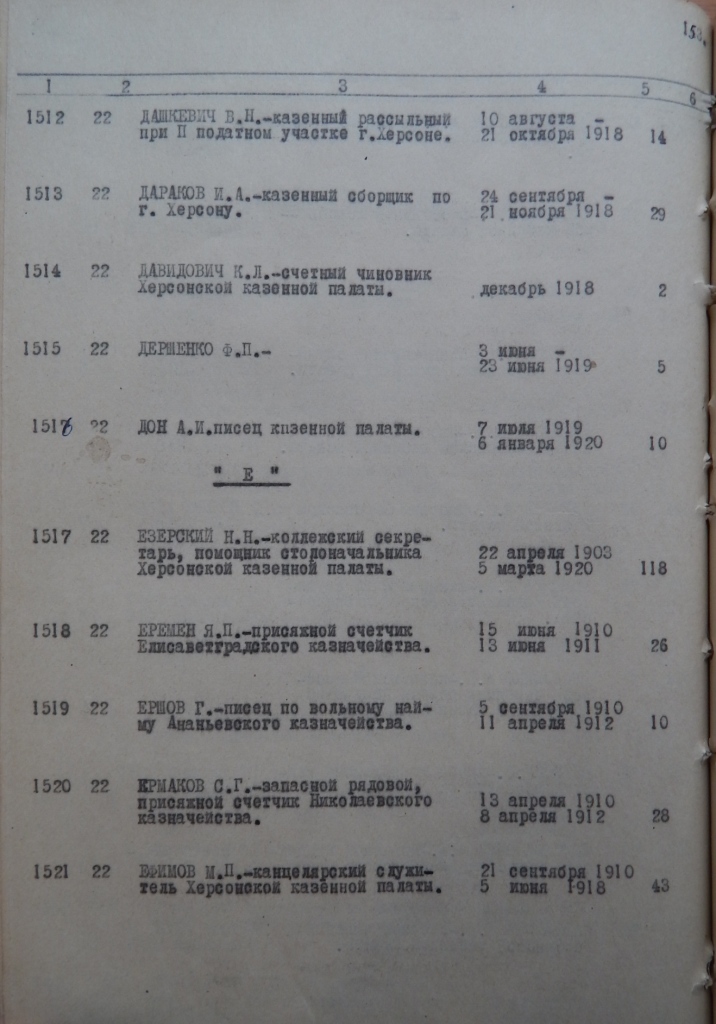 153.
1 2 3 4 5 6
1512 22 ДАШКЕВИЧ В.Н.-казенный рассыльный 10 августа -
при П податном участке г.Херсоне. 21 октября 1918 14
1513 22 ДАРАКОВ И.А.-казенный сборщик по 24 сентября -
г. Херсону. 21 ноября 1918 29
1514 22 ДАВИДОВИЧ К.Л.-счетный чиновник
Херсонской казенной палаты. декабрь 1918 2
1515 22 ДЕРШЕНКО Ф.П.- 3 июня -
23 июня 1919 5
1516 22 ДОН А.И.писец казенной палаты. 7 июля 1919
6 января 1920 10
" Е "
1517 22 ЕЗЕРСКИЙ Н.Н.-коллежский секре-
тарь, помощник столоначальника 22 апреля 1903
Херсонской казенной палаты. 5 марта 1920 118
1518 22 ЕРЕМЕН Я.П.-присяжной счетчик 15 июня 1910
Елисаветградского казначейства. 13 июня 1911 26
1519 22 ЕРШОВ Г.-писец по вольному най- 5 сентября 1910
му Ананьевского казначейства. 11 апреля 1912 10
1520 22 ЕРМАКОВ С.Г.-запасной рядовой,
присяжной счетчик Николаевского 13 апреля 1910
казначейства. 8 апреля 1912 28
1521 22 ЕФИМОВ М.П.-канцелярский служи- 21 сентября 1910
тель Херсонской казенной палаты. 5 июня 1918 43